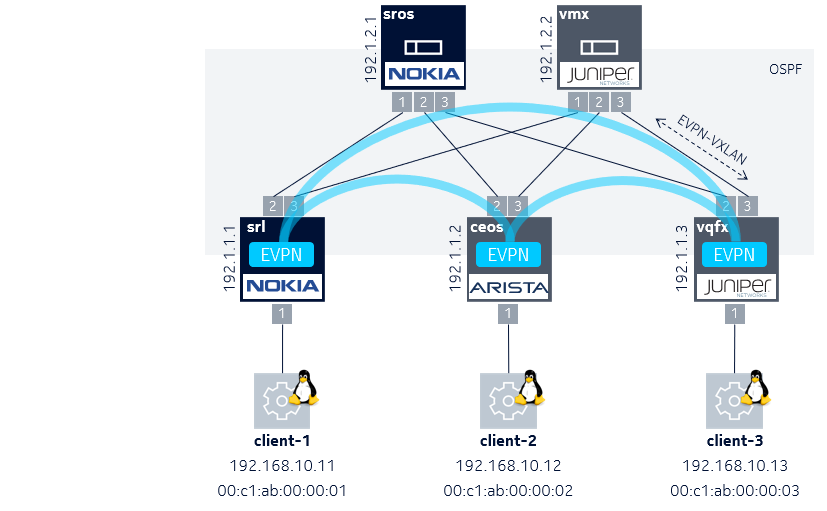 sros
192.1.2.1
NOKIA
vmx
192.1.2.2
JUNIPER
NETWORKS
OSPF
1 2 3
1 2 3
EVPN-VXLAN
2 3
2 3
2 3
srl
192.1.1.1
EVPN
NOKIA
ceos
192.1.1.2
EVPN
ARISTA
vqfx
192.1.1.3
EVPN
JUNIPER
NETWORKS
1
1
1
client-1
192.168.10.11
00:c1:ab:00:00:01
client-2
192.168.10.12
00:c1:ab:00:00:02
client-3
192.168.10.13
00:c1:ab:00:00:03